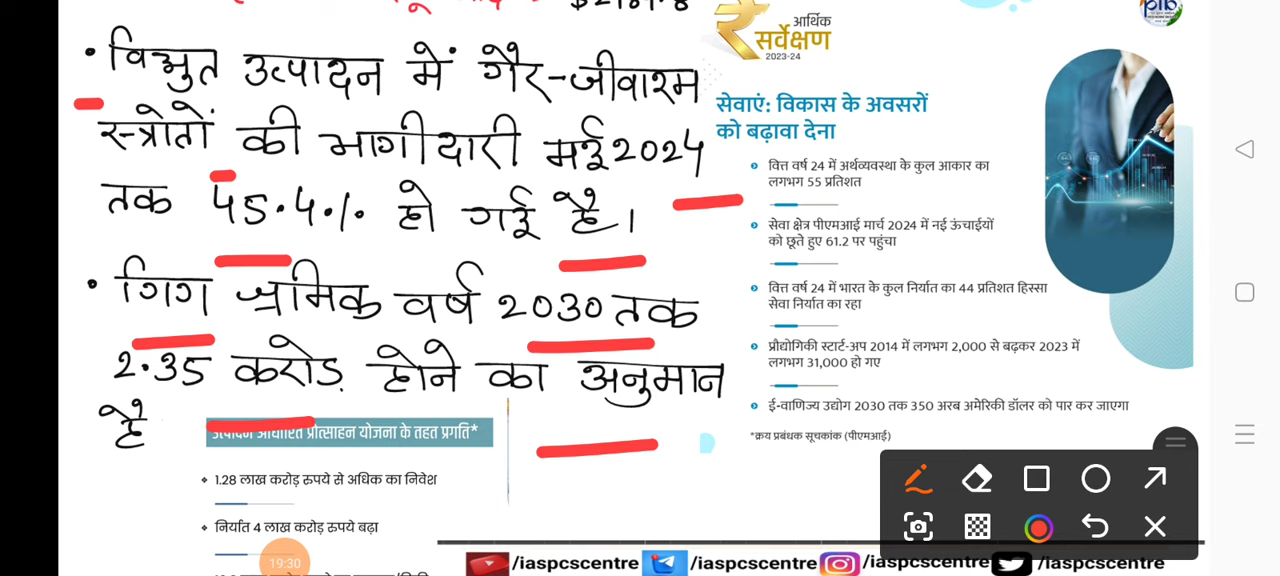 • विद्युत उत्पादन में गैर-जीवाश्म
स्त्रोतों की भागीदारी मई 2024
तक 45.4% हो गई है।
• गिग श्रमिक वर्ष 2030 तक
2.35 करोड़ होने का अनुमान
है
उत्पादन आधारित प्रोत्साहन योजना के तहत प्रगति*
❖ 1.28 लाख करोड़ रुपये से अधिक का निवेश
❖ निर्यात 4 लाख करोड़ रुपये बढ़ा
19:30
आर्थिक
सर्वेक्षण
2023-24
pib
सेवाएं: विकास के अवसरों
को बढ़ावा देना
वित्त वर्ष 24 में अर्थव्यवस्था के कुल आकार का
लगभग 55 प्रतिशत
सेवा क्षेत्र पीएमआई मार्च 2024 में नई ऊंचाईयों
को छूते हुए 61.2 पर पहुंचा
वित्त वर्ष 24 में भारत के कुल निर्यात का 44 प्रतिशत हिस्सा
सेवा निर्यात का रहा
प्रौद्योगिकी स्टार्ट-अप 2014 में लगभग 2,000 से बढ़कर 2023 में
लगभग 31,000 हो गए
ई-वाणिज्य उद्योग 2030 तक 350 अरब अमेरिकी डॉलर को पार कर जाएगा
*क्रय प्रबंधक सूचकांक (पीएमआई)
/iaspcscentre /iaspcscentre /iaspcscentre /iaspcscentre